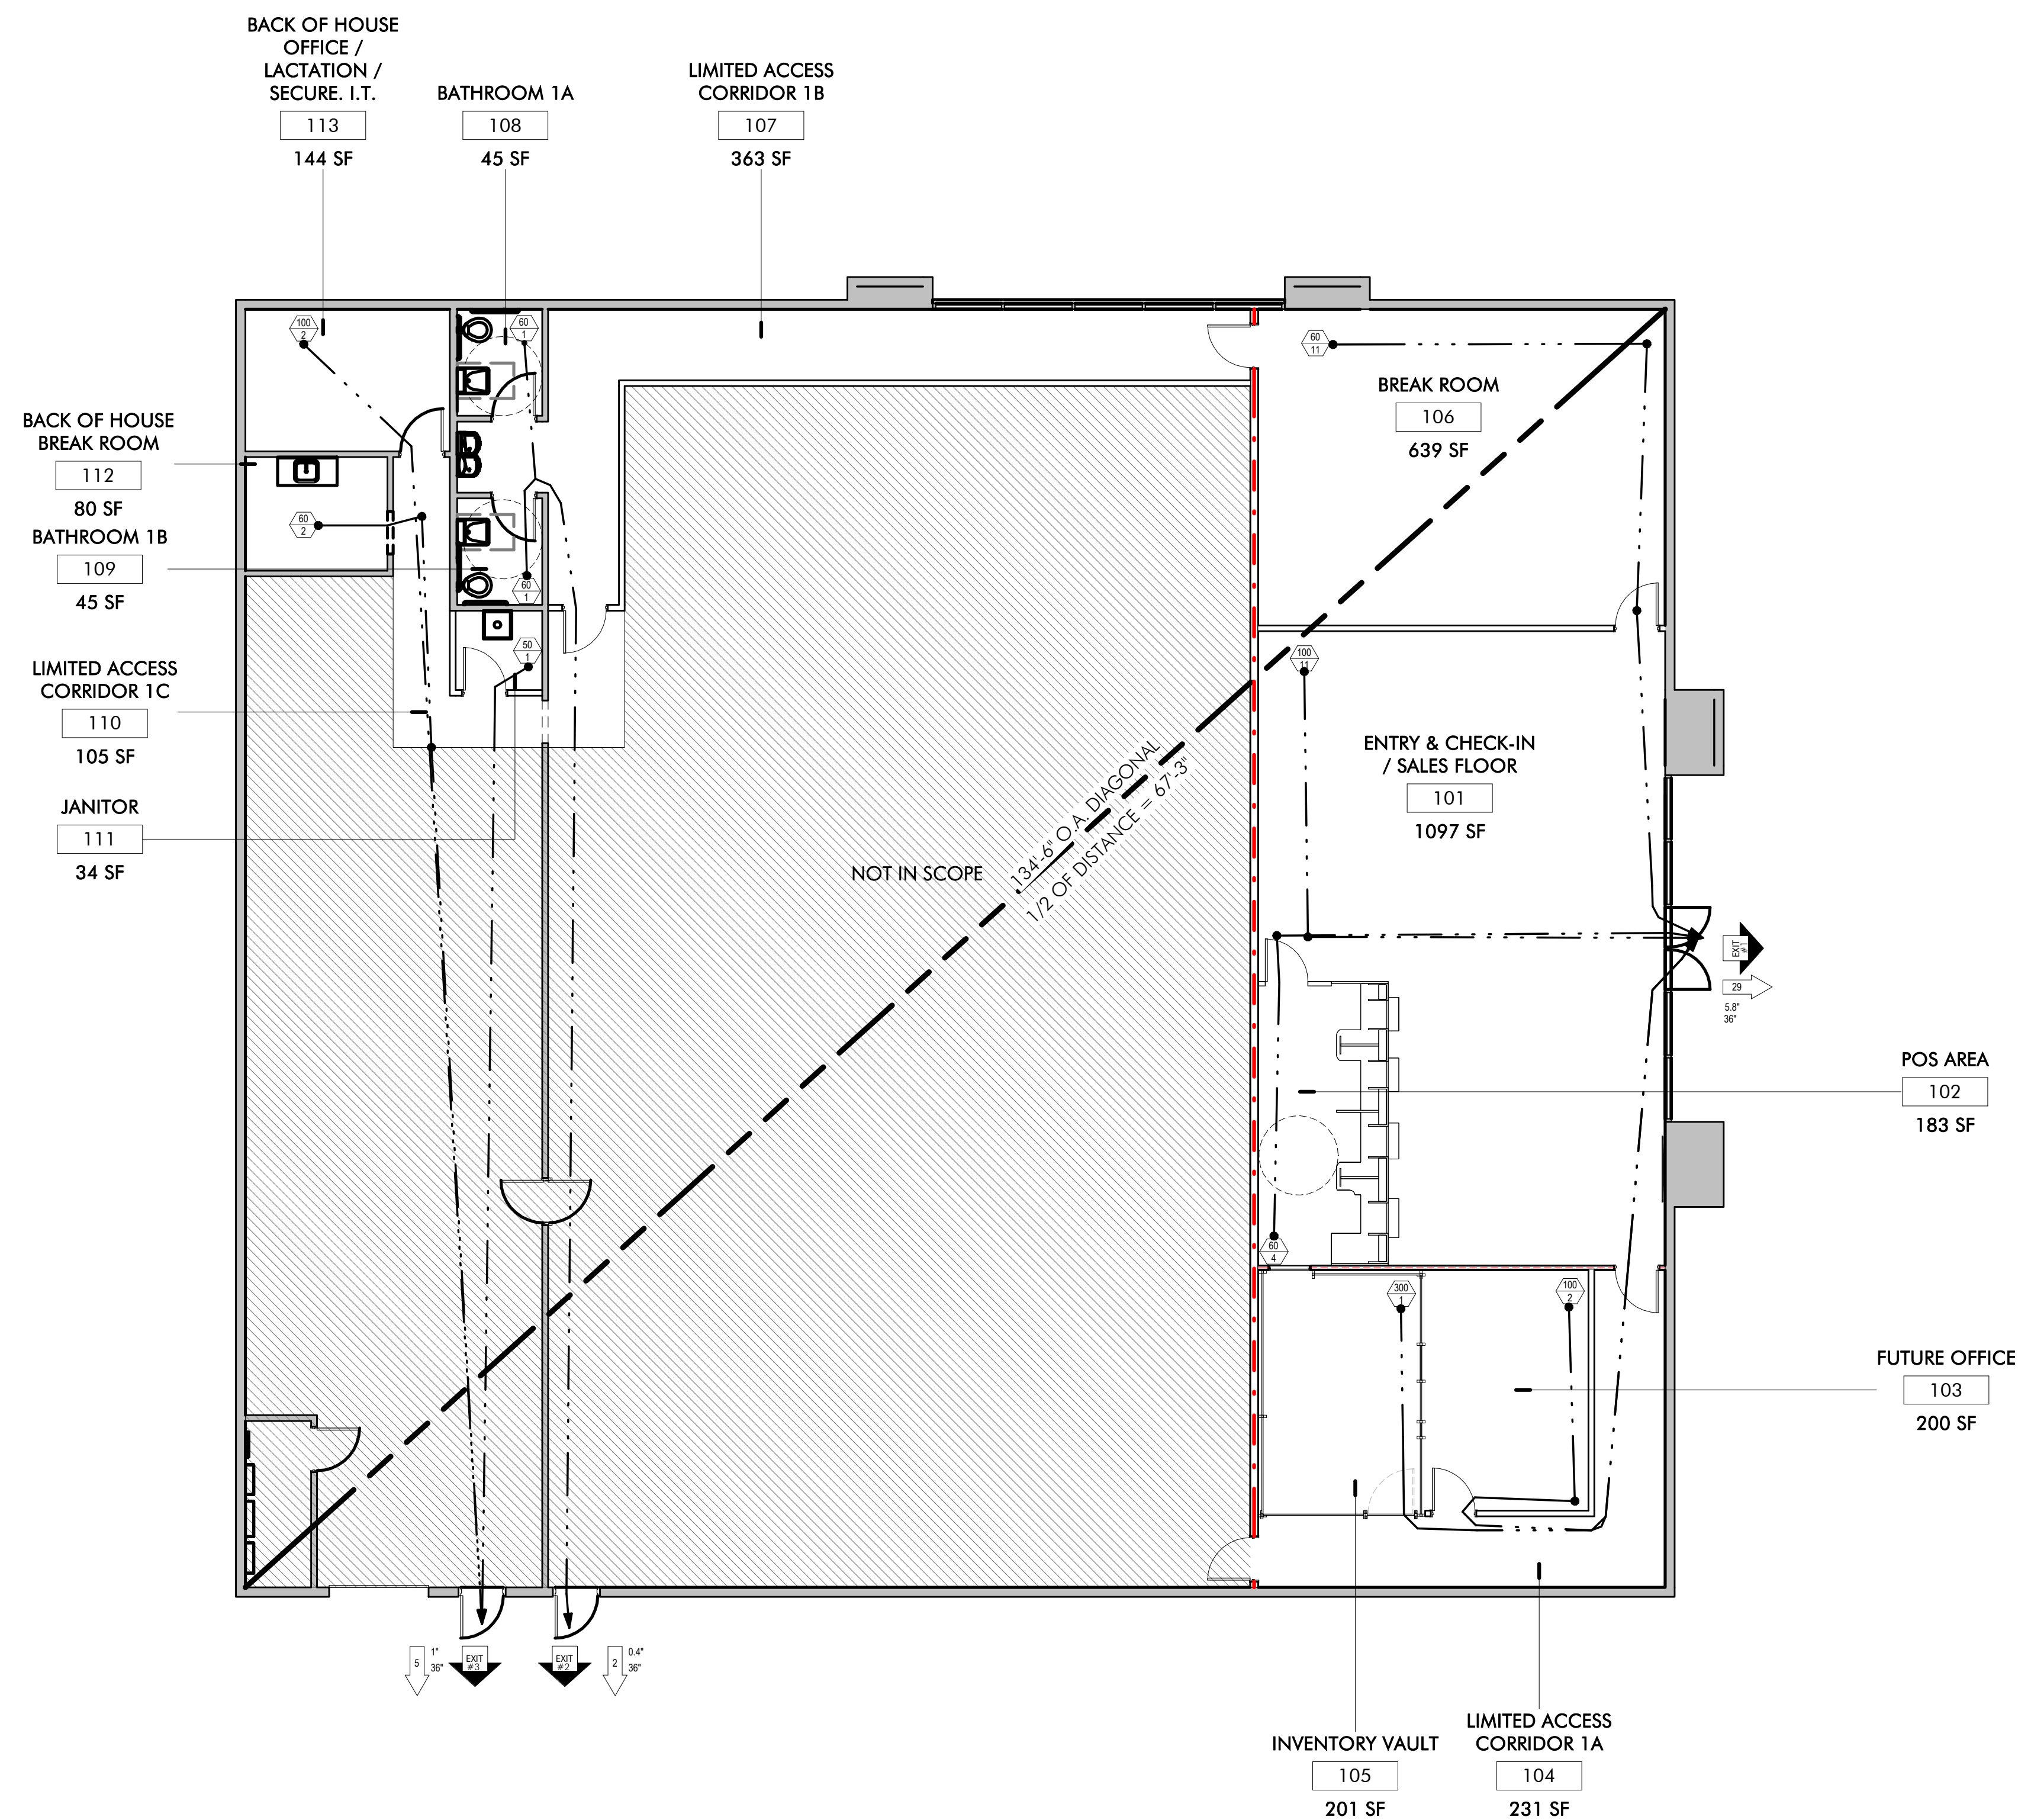 BACK OF HOUSE
OFFICE /
LACTATION /
SECURE. I.T.
113
144 SF
BATHROOM 1A
108
45 SF
LIMITED ACCESS
CORRIDOR 1B
107
363 SF
100
2
60
1
60
11
BREAK ROOM
106
639 SF
BACK OF HOUSE
BREAK ROOM
112
80 SF
60
2
BATHROOM 1B
109
45 SF
60
1
LIMITED ACCESS
CORRIDOR 1C
110
105 SF
50
1
100
11
ENTRY & CHECK-IN
/ SALES FLOOR
101
1097 SF
JANITOR
111
34 SF
NOT IN SCOPE
134'-6" O.A. DIAGONAL
1/2 OF DISTANCE = 67'-3"
EXIT
#1
29
5.8"
36"
POS AREA
102
183 SF
60
4
300
1
100
2
FUTURE OFFICE
103
200 SF
5
1"
36"
EXIT
#3
EXIT
#2
2
0.4"
36"
INVENTORY VAULT
105
201 SF
LIMITED ACCESS
CORRIDOR 1A
104
231 SF